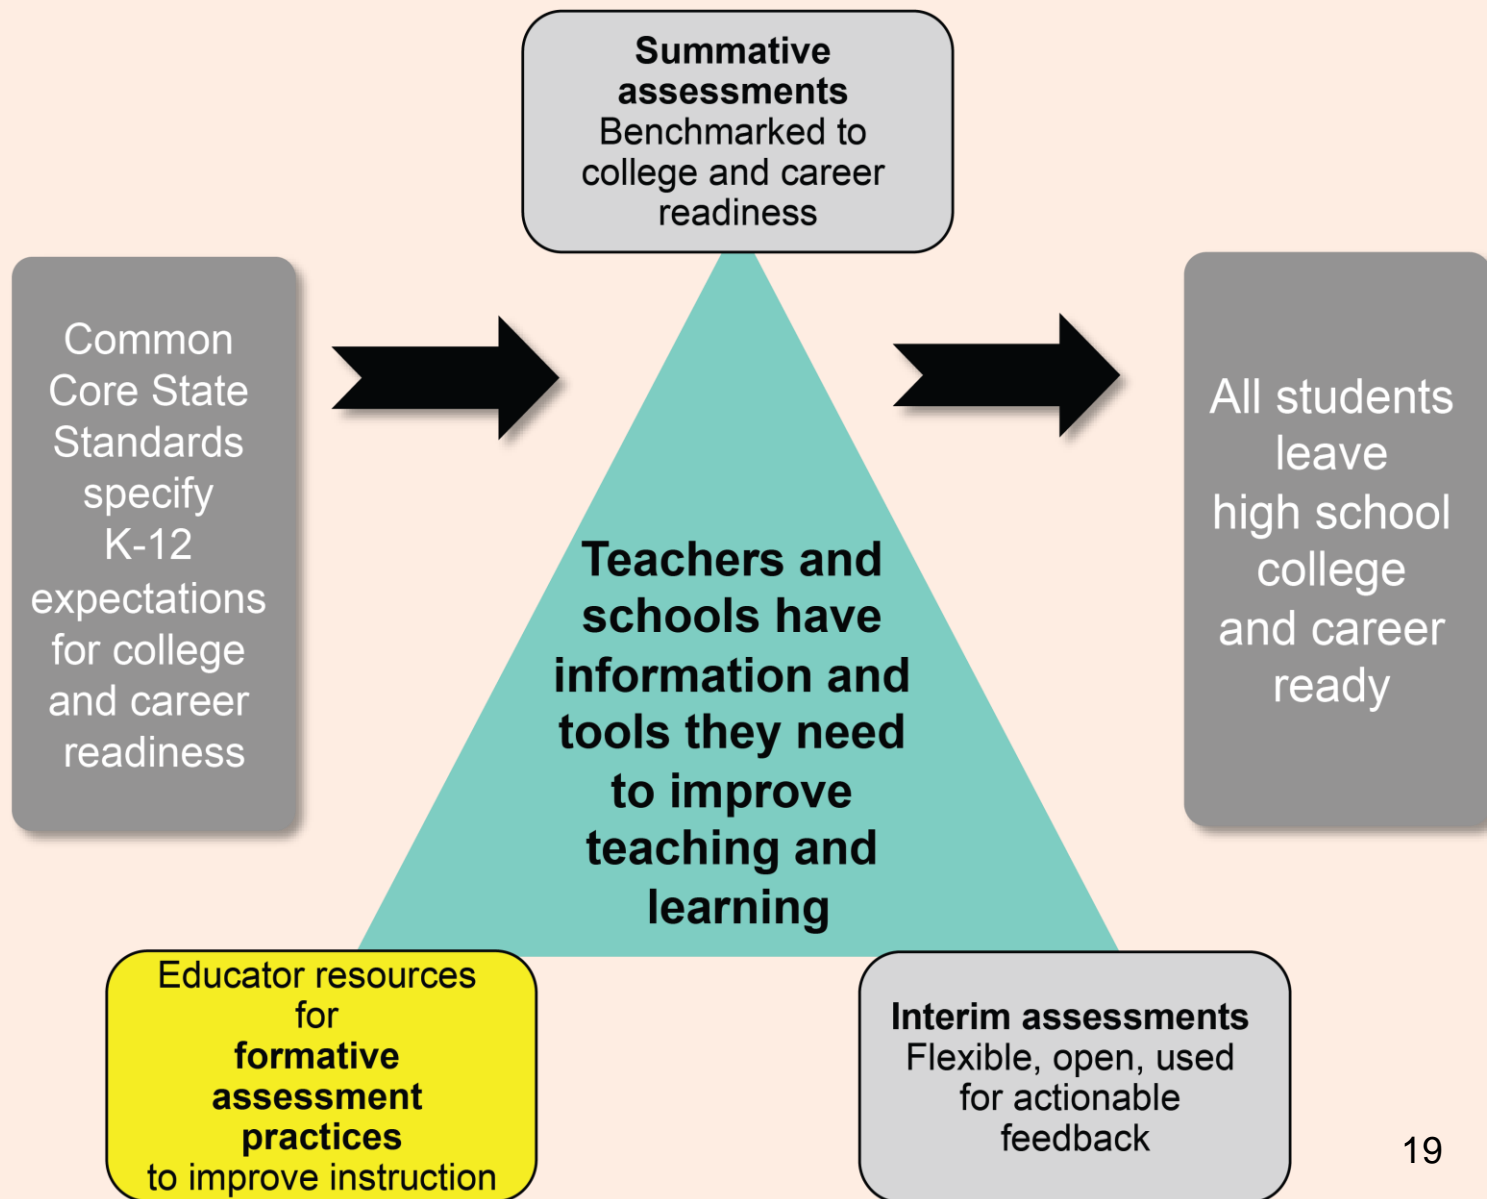 Summative
assessments
Benchmarked to
college and career
readiness
Common
Core State
Standards
specify
K-12
expectations
for college
and career
readiness
Teachers and
schools have
information and
tools they need
to improve
teaching and
learning
All students
leave
high school
college
and career
ready
Educator resources
for
formative
assessment
practices
to improve instruction
Interim assessments
Flexible, open, used
for actionable
feedback
19